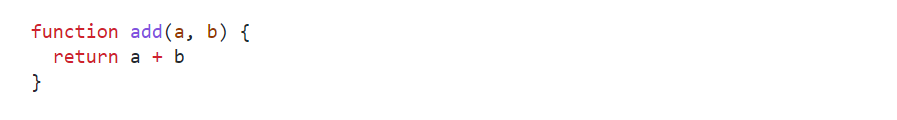 function add(a, b) {
  return a + b
}